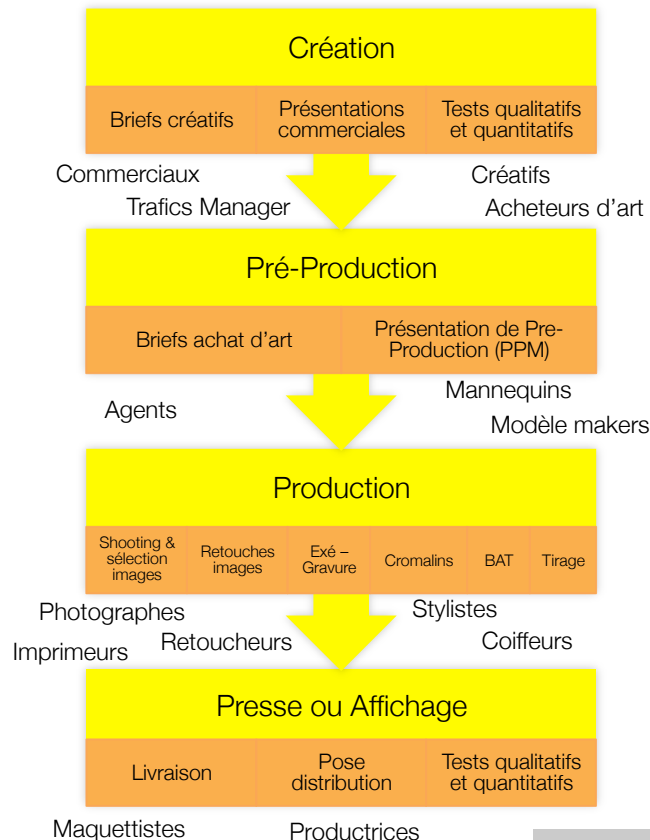 Création
Briefs créatifs
Présentations
commerciales
Tests qualitatifs
et quantitatifs
Commerciaux
Créatifs
Trafics Manager
Acheteurs d'art
Pré-Production
Briefs achat d'art
Présentation de Pre-
Production (PPM)
Agents
Mannequins
Modèle makers
Production
Shooting &
sélection
images
Retouches
images
Exé –
Gravure
Cromalins
BAT
Tirage
Photographes
Stylistes
Imprimeurs
Retoucheurs
Coiffeurs
Presse ou Affichage
Livraison
Pose
distribution
Tests qualitatifs
et quantitatifs
Maquettistes
Productrices